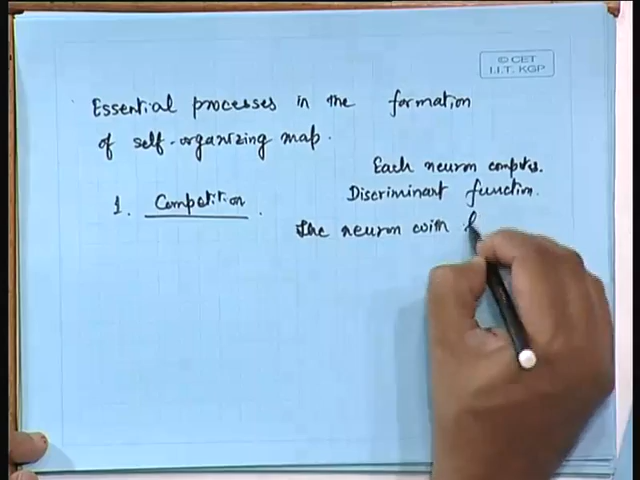 © CET
I.I.T. KGP
Essential processes in the formation
of self-organizing map.
Each neuron computes.
1. Competition.
Discriminant function.
The neuron with